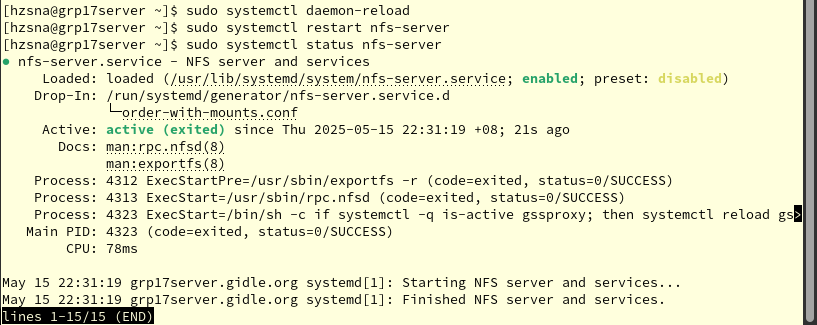 [hzsna@grp17server ~]$ sudo systemctl daemon-reload
[hzsna@grp17server ~]$ sudo systemctl restart nfs-server
[hzsna@grp17server ~]$ sudo systemctl status nfs-server
● nfs-server.service - NFS server and services
     Loaded: loaded (/usr/lib/systemd/system/nfs-server.service; enabled; preset: disabled)
    Drop-In: /run/systemd/generator/nfs-server.service.d
             └─order-with-mounts.conf
     Active: active (exited) since Thu 2025-05-15 22:31:19 +08; 21s ago
       Docs: man:rpc.nfsd(8)
             man:exportfs(8)
    Process: 4312 ExecStartPre=/usr/sbin/exportfs -r (code=exited, status=0/SUCCESS)
    Process: 4313 ExecStart=/usr/sbin/rpc.nfsd (code=exited, status=0/SUCCESS)
    Process: 4323 ExecStart=/bin/sh -c if systemctl -q is-active gssproxy; then systemctl reload gs>
   Main PID: 4323 (code=exited, status=0/SUCCESS)
        CPU: 78ms
May 15 22:31:19 grp17server.gidle.org systemd[1]: Starting NFS server and services...
May 15 22:31:19 grp17server.gidle.org systemd[1]: Finished NFS server and services.
lines 1-15/15 (END)